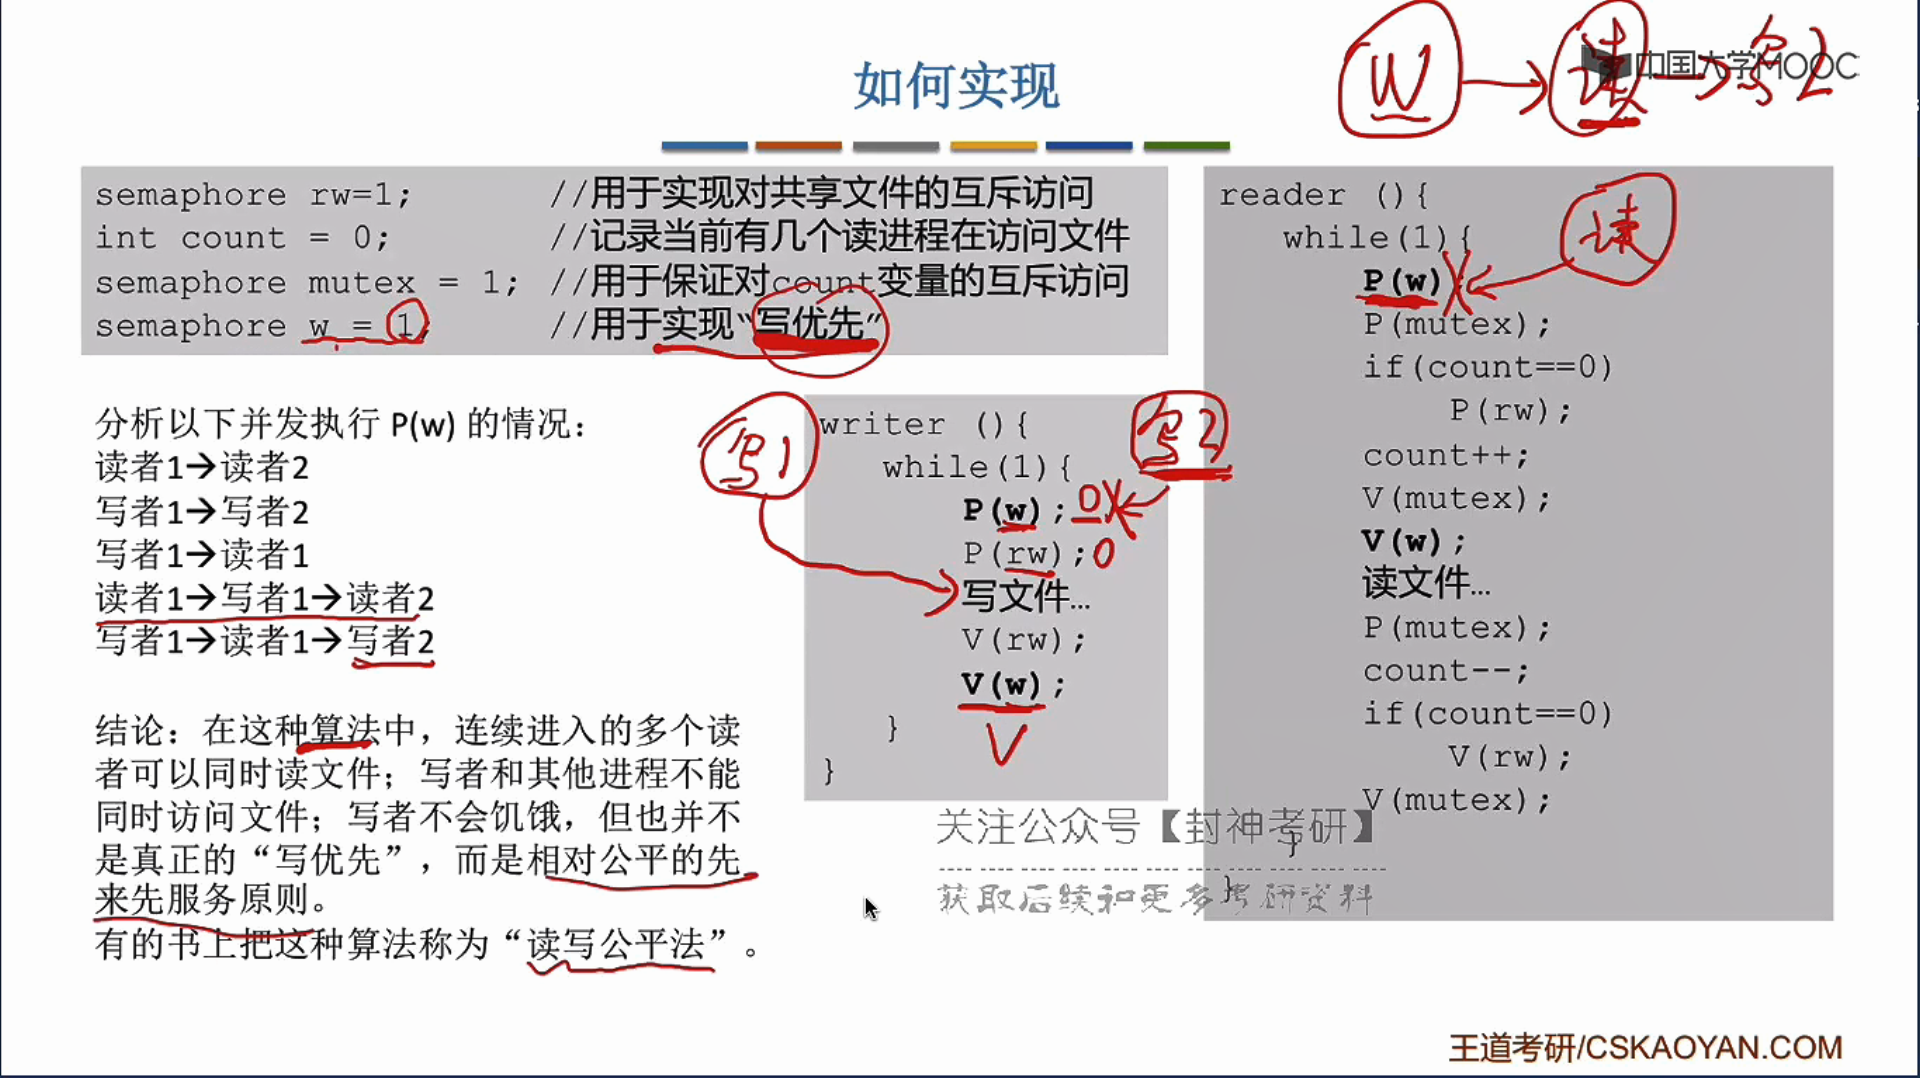 如何实现
中国大学MOOC
W → 读 → 写2
semaphore rw=1; //用于实现对共享文件的互斥访问
int count = 0; //记录当前有几个读进程在访问文件
semaphore mutex = 1; //用于保证对count变量的互斥访问
semaphore w = 1; //用于实现“写优先”
分析以下并发执行 P(w) 的情况：
读者1→读者2
写者1→写者2
写者1→读者1
读者1→写者1→读者2
写者1→读者1→写者2
结论：在这种算法中，连续进入的多个读
者可以同时读文件；写者和其他进程不能
同时访问文件；写者不会饥饿，但也并不
是真正的“写优先”，而是相对公平的先
来先服务原则。
有的书上把这种算法称为“读写公平法”。
写1
写2
writer (){
while(1){
P(w); 0
P(rw); 0
写文件…
V(rw);
V(w);
}
}
reader (){
while(1){
读
P(w);
P(mutex);
if(count==0)
P(rw);
count++;
V(mutex);
V(w);
读文件…
P(mutex);
count--;
if(count==0)
V(rw);
V(mutex);
}
}
关注公众号【封神考研】
获取后续和更多考研资料
王道考研/CSKAOYAN.COM